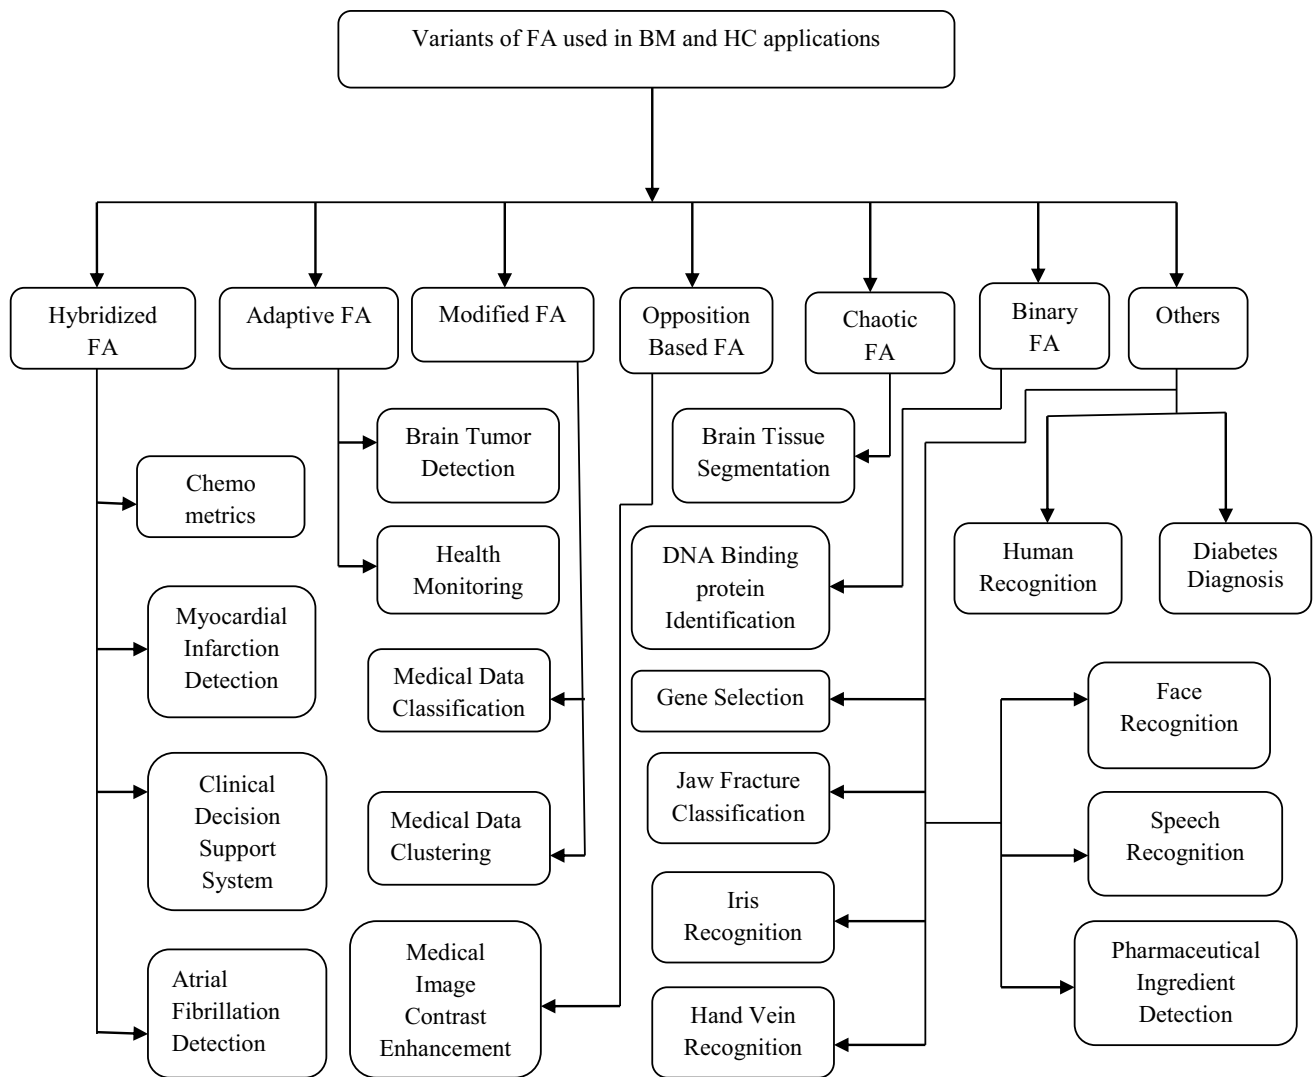 Variants of FA used in BM and HC applications
Hybridized
FA
Adaptive FA
Modified FA
Opposition
Based FA
Chaotic
FA
Binary
FA
Others
Chemo
metrics
Myocardial
Infarction
Detection
Clinical
Decision
Support
System
Atrial
Fibrillation
Detection
Brain Tumor
Detection
Health
Monitoring
Medical Data
Classification
Medical Data
Clustering
Medical
Image
Contrast
Enhancement
Brain Tissue
Segmentation
DNA Binding
protein
Identification
Gene Selection
Jaw Fracture
Classification
Iris
Recognition
Hand Vein
Recognition
Human
Recognition
Diabetes
Diagnosis
Face
Recognition
Speech
Recognition
Pharmaceutical
Ingredient
Detection